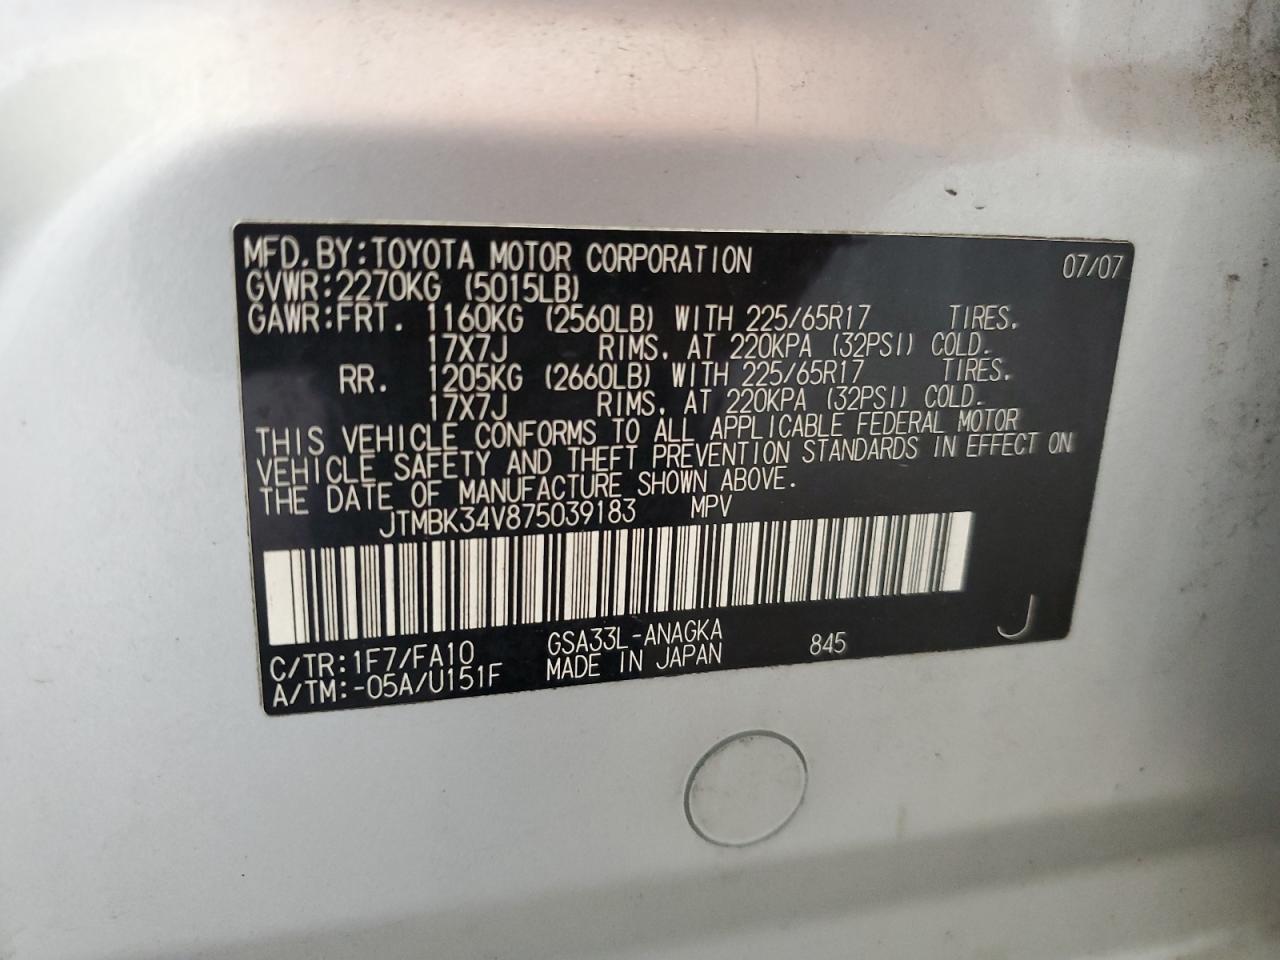 MFD.BY:TOYOTA MOTOR CORPORATION 07/07
GVWR:2270KG (5015LB)
GAWR:FRT. 1160KG (2560LB) WITH 225/65R17 TIRES.
17X7J RIMS. AT 220KPA (32PSI) COLD.
RR. 1205KG (2660LB) WITH 225/65R17 TIRES.
17X7J RIMS. AT 220KPA (32PSI) COLD.
THIS VEHICLE CONFORMS TO ALL APPLICABLE FEDERAL MOTOR
VEHICLE SAFETY AND THEFT PREVENTION STANDARDS IN EFFECT ON
THE DATE OF MANUFACTURE SHOWN ABOVE.
JTMBK34V875039183 MPV
C/TR:1F7/FA10 GSA33L-ANAGKA 845 J
A/TM:-05A/U151F MADE IN JAPAN